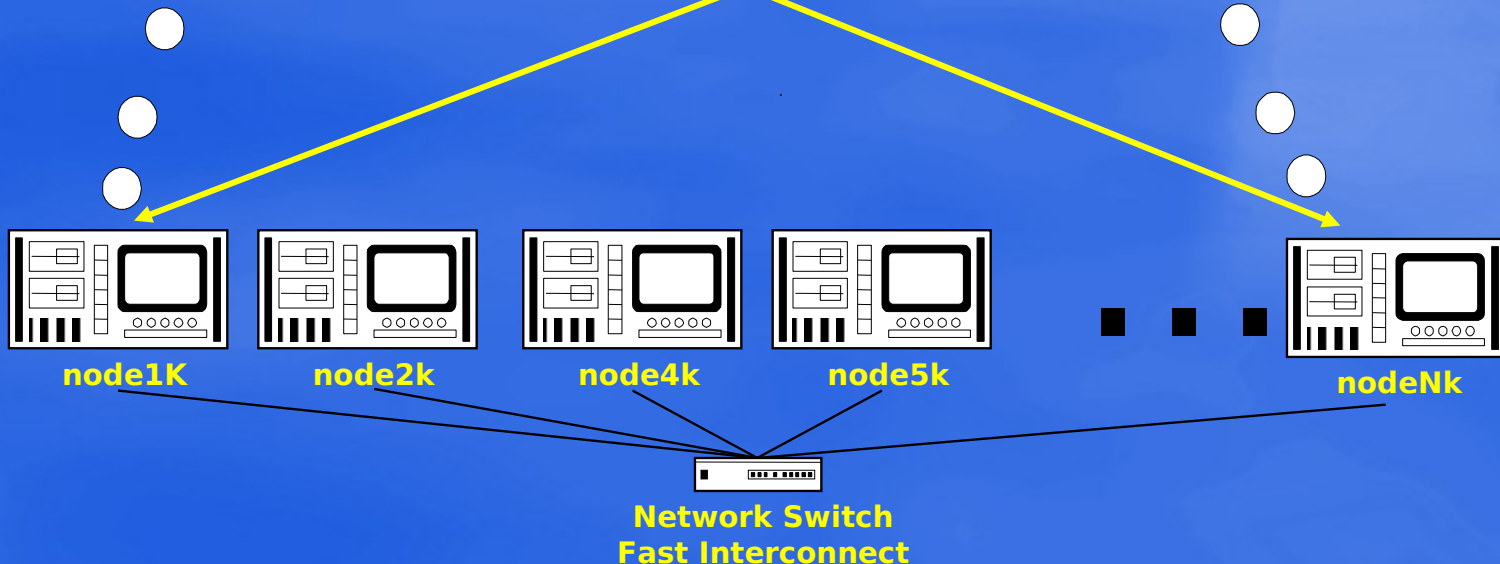 node1K
node2k
node4k
node5k
nodeNk
Network Switch
Fast Interconnect